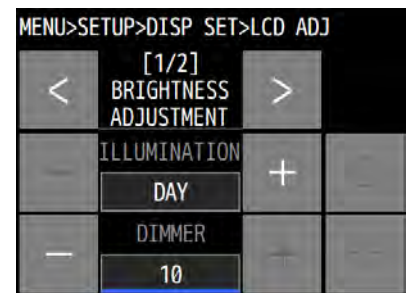 MENU>SETUP>DISP SET>LCD ADJ
<
[1/2]
BRIGHTNESS
ADJUSTMENT
>
ILLUMINATION
DAY
+
DIMMER
−
10